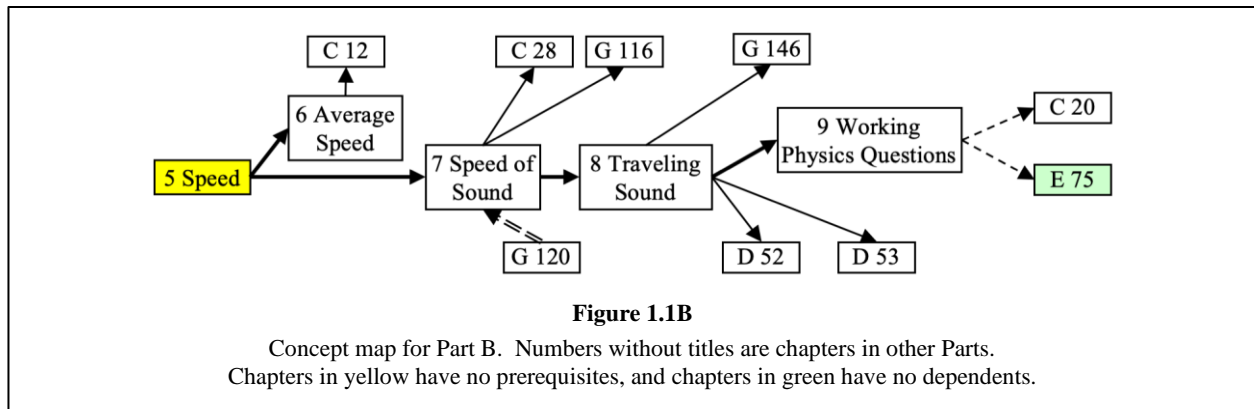 C 12
C 28
G 116
G 146
6 Average
Speed
9 Working
Physics Questions
C 20
5 Speed
7 Speed of
Sound
8 Traveling
Sound
E 75
G 120
D 52
D 53
Figure 1.1B
Concept map for Part B.  Numbers without titles are chapters in other Parts.
Chapters in yellow have no prerequisites, and chapters in green have no dependents.